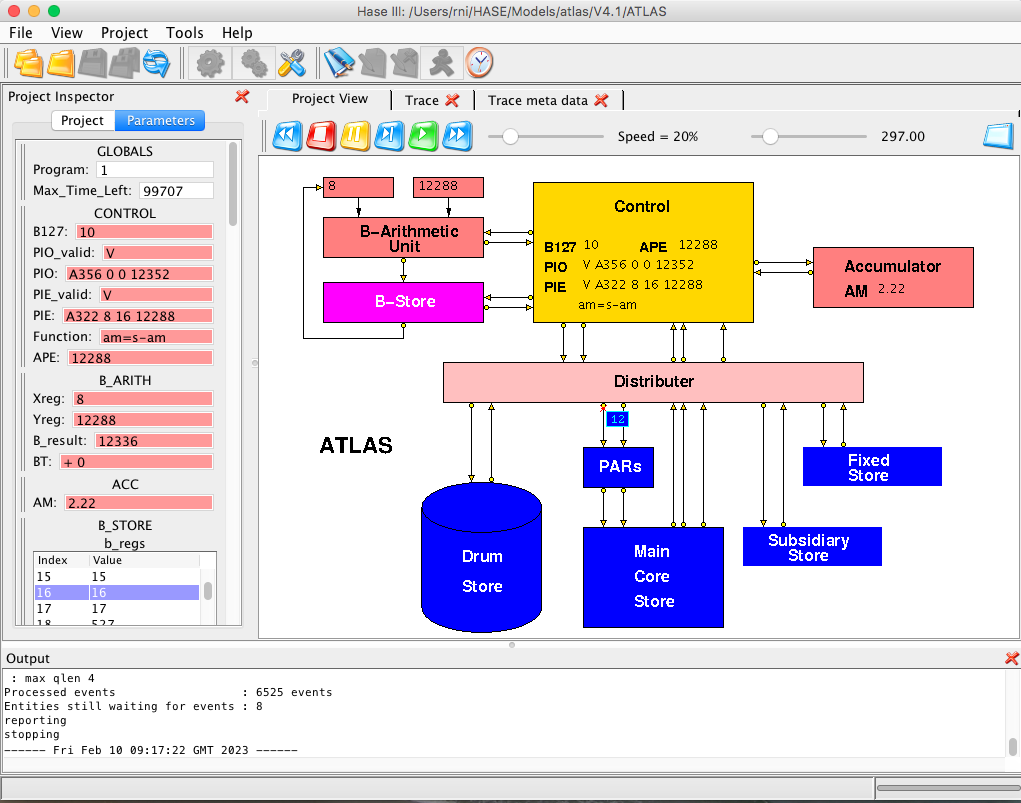 Hase III: /Users/rni/HASE/Models/atlas/V4.1/ATLAS
File View Project Tools Help
Project Inspector
Project Parameters
GLOBALS
Program: 1
Max_Time_Left: 99707
CONTROL
B127: 10
PIO_valid: V
PIO: A356 0 0 12352
PIE_valid: V
PIE: A322 8 16 12288
Function: am=s-am
APE: 12288
B_ARITH
Xreg: 8
Yreg: 12288
B_result: 12336
BT: + 0
ACC
AM: 2.22
B_STORE
b_regs
Index Value
15 15
16 16
17 17
18 527
Project View Trace Trace meta data
Speed = 20% 297.00
8 12288
B-Arithmetic
Unit
B-Store
Control
B127 10 APE 12288
PIO V A356 0 0 12352
PIE V A322 8 16 12288
am=s-am
Accumulator
AM 2.22
Distributer
12
ATLAS
PARs
Fixed
Store
Drum
Store
Main
Core
Store
Subsidiary
Store
Output
: max qlen 4
Processed events : 6525 events
Entities still waiting for events : 8
reporting
stopping
------ Fri Feb 10 09:17:22 GMT 2023 ------